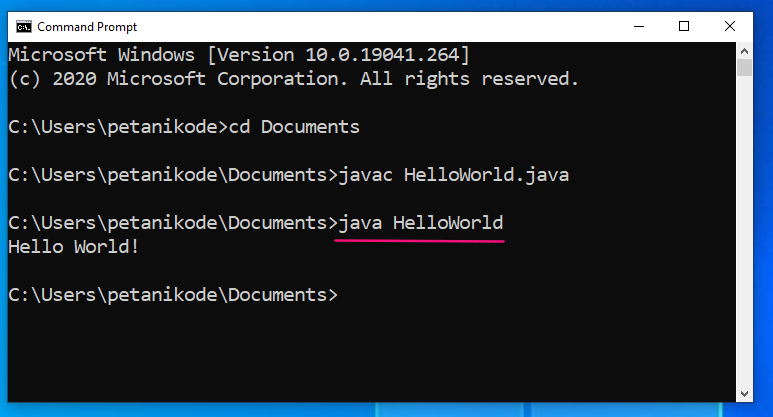 Command Prompt
Microsoft Windows [Version 10.0.19041.264]
(c) 2020 Microsoft Corporation. All rights reserved.
C:\Users\petanikode>cd Documents
C:\Users\petanikode\Documents>javac HelloWorld.java
C:\Users\petanikode\Documents>java HelloWorld
Hello World!
C:\Users\petanikode\Documents>